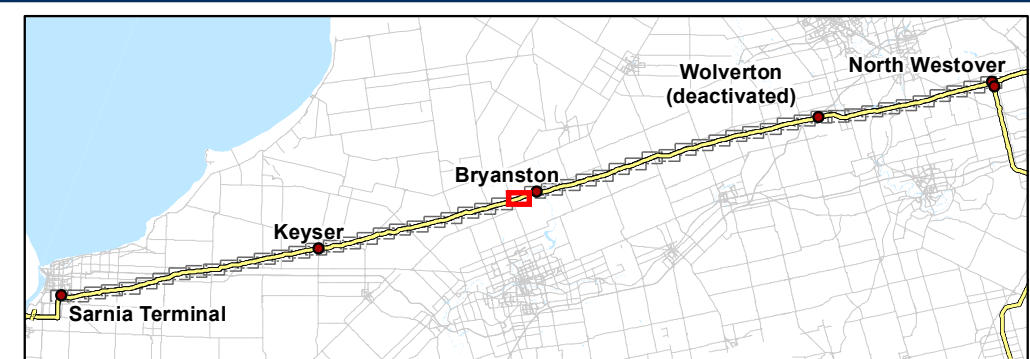 Wolverton
(deactivated)
North Westover
Bryanston
Keyser
Sarnia Terminal